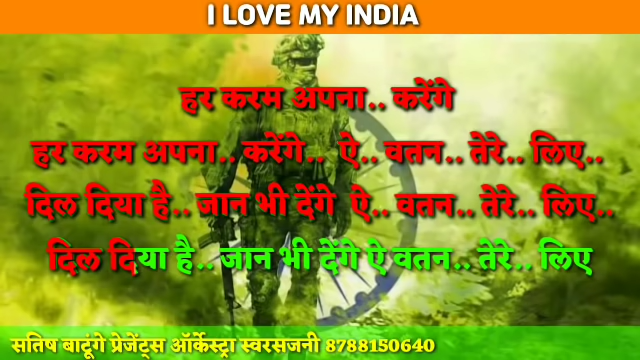 I LOVE MY INDIA
हर करम अपना.. करेंगे
हर करम अपना.. करेंगे.. ऐ.. वतन.. तेरे.. लिए..
दिल दिया है.. जान भी देंगे ऐ.. वतन.. तेरे.. लिए..
दिल दिया है.. जान भी देंगे ऐ वतन.. तेरे.. लिए
सतिष बाटूंगे प्रेजेंट्स ऑर्केस्ट्रा स्वरसजनी 8788150640